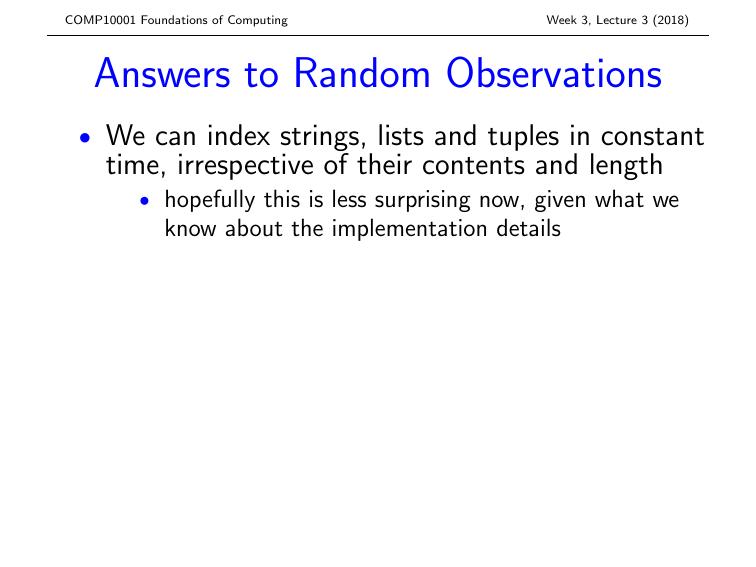 COMP10001 Foundations of Computing Week 3, Lecture 3 (2018)
Answers to Random Observations
• We can index strings, lists and tuples in constant
time, irrespective of their contents and length
• hopefully this is less surprising now, given what we
know about the implementation details